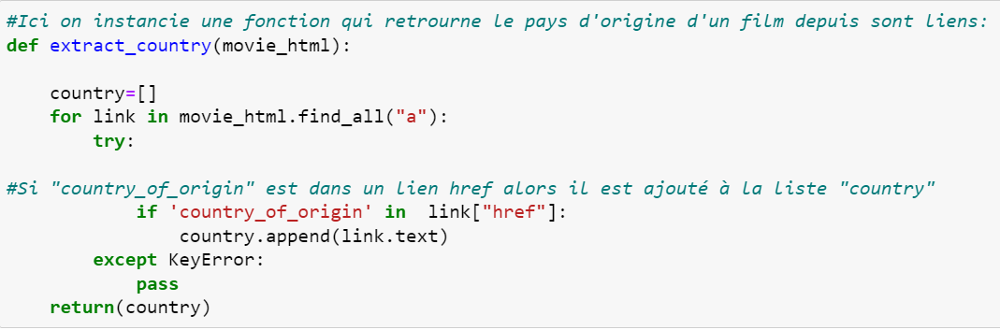 #Ici on instancie une fonction qui retrourne le pays d'origine d'un film depuis sont liens:
def extract_country(movie_html):
    country=[]
    for link in movie_html.find_all("a"):
        try:
#Si "country_of_origin" est dans un lien href alors il est ajouté à la liste "country"
            if 'country_of_origin' in  link["href"]:
                country.append(link.text)
        except KeyError:
            pass
    return(country)